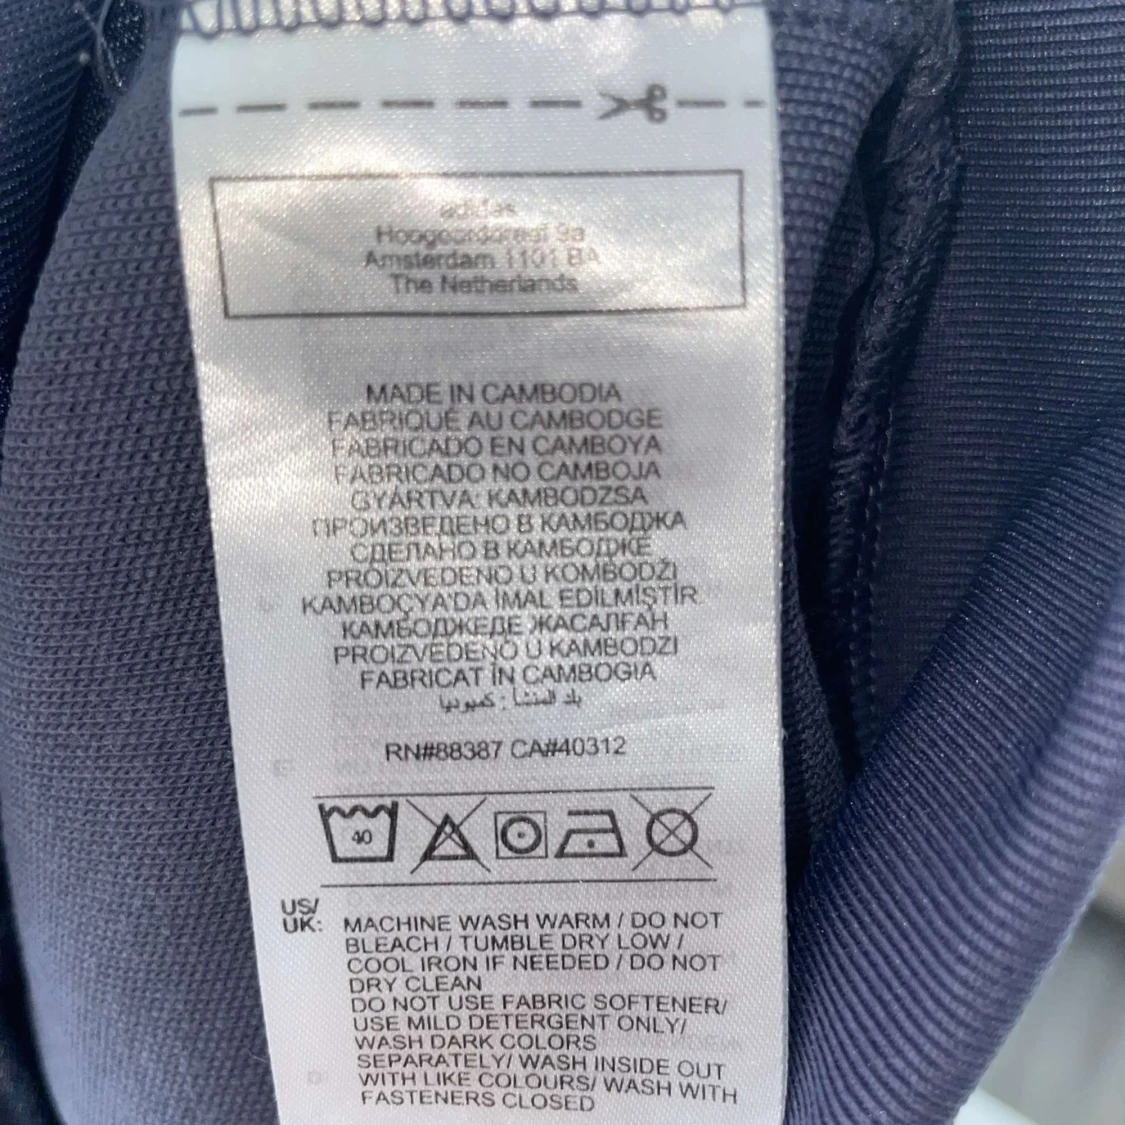 adidas
Amsterdam 1101 BA
The Netherlands
MADE IN CAMBODIA
FABRIQUÉ AU CAMBODGE
FABRICADO EN CAMBOYA
FABRICADO NO CAMBOJA
GYÁRTVA: KAMBODZSA
ПРОИЗВЕДЕНО В КАМБОДЖА
СДЕЛАНО В КАМБОДЖЕ
PROIZVEDENO U KOMBODŽI
KAMBOÇYA'DA İMAL EDİLMİŞTİR
КАМБОДЖЕДЕ ЖАСАЛҒАН
PROIZVEDENO U KAMBODZI
FABRICAT ÎN CAMBOGIA
بلد المنشأ: كمبوديا
RN#88387 CA#40312
40
US/
UK:
MACHINE WASH WARM / DO NOT
BLEACH / TUMBLE DRY LOW /
COOL IRON IF NEEDED / DO NOT
DRY CLEAN
DO NOT USE FABRIC SOFTENER/
USE MILD DETERGENT ONLY/
WASH DARK COLORS
SEPARATELY/ WASH INSIDE OUT
WITH LIKE COLOURS/ WASH WITH
FASTENERS CLOSED